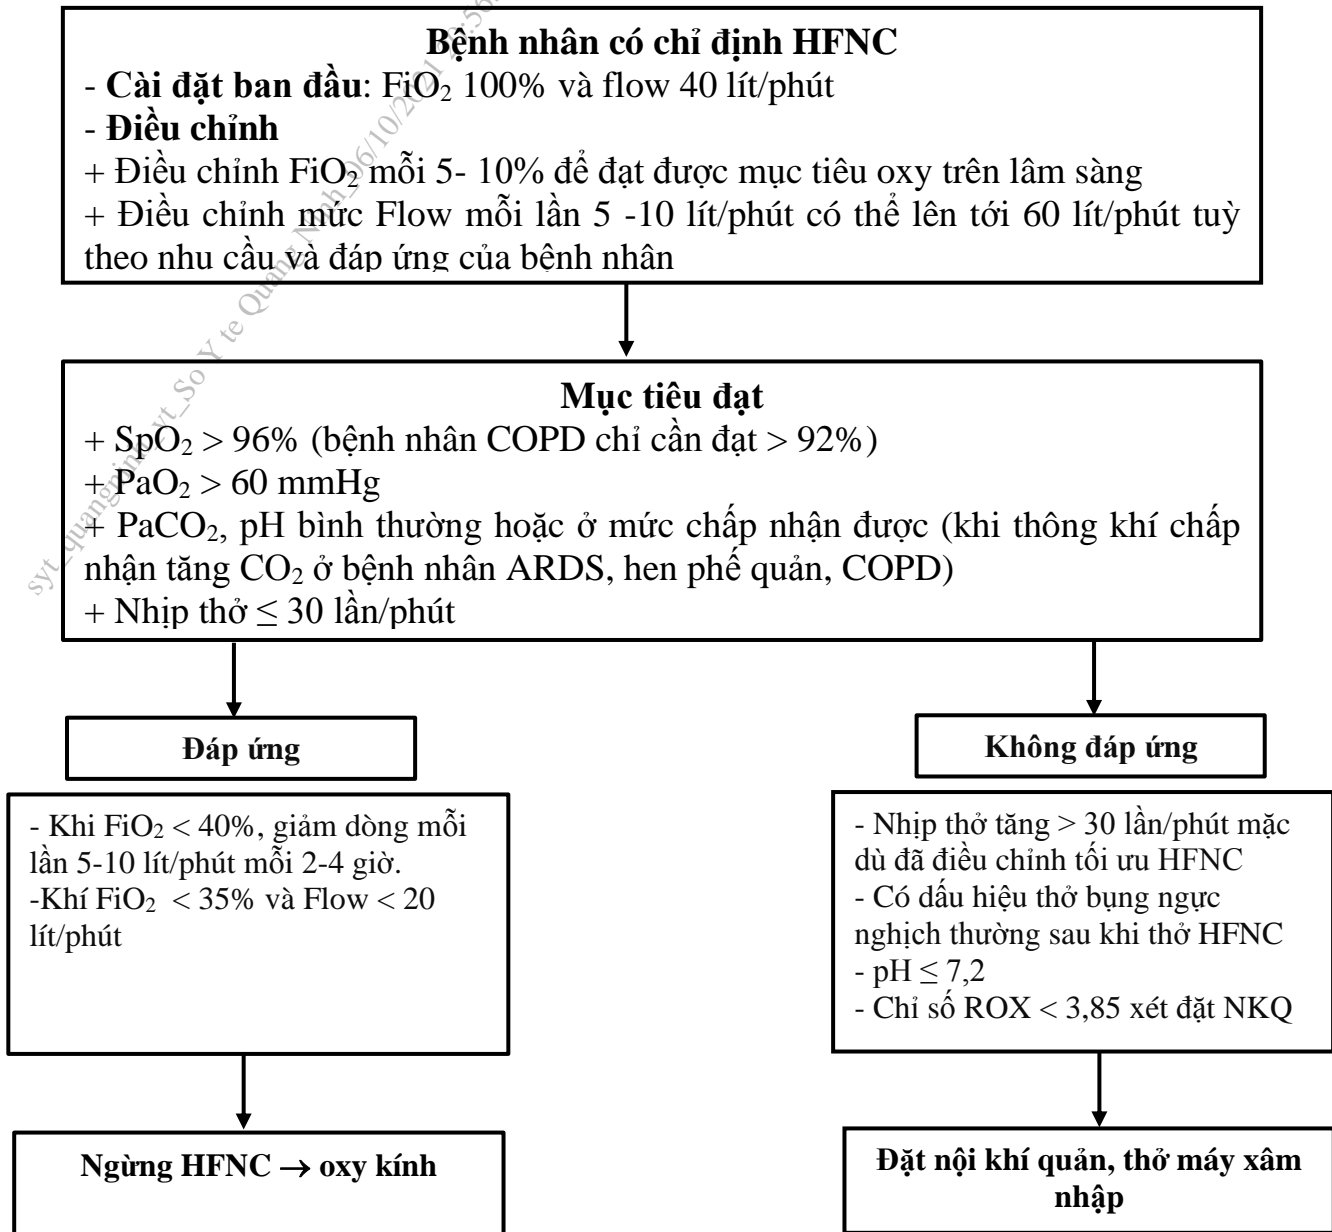 Bệnh nhân có chỉ định HFNC
- Cài đặt ban đầu: FiO₂ 100% và flow 40 lít/phút
- Điều chỉnh
+ Điều chỉnh FiO₂ mỗi 5- 10% để đạt được mục tiêu oxy trên lâm sàng
+ Điều chỉnh mức Flow mỗi lần 5 -10 lít/phút có thể lên tới 60 lít/phút tuỳ
theo nhu cầu và đáp ứng của bệnh nhân
Mục tiêu đạt
+ SpO₂ > 96% (bệnh nhân COPD chỉ cần đạt > 92%)
+ PaO₂ > 60 mmHg
+ PaCO₂, pH bình thường hoặc ở mức chấp nhận được (khi thông khí chấp
nhận tăng CO₂ ở bệnh nhân ARDS, hen phế quản, COPD)
+ Nhịp thở ≤ 30 lần/phút
Đáp ứng
- Khi FiO₂ < 40%, giảm dòng mỗi
lần 5-10 lít/phút mỗi 2-4 giờ.
-Khí FiO₂ < 35% và Flow < 20
lít/phút
Ngừng HFNC → oxy kính
Không đáp ứng
- Nhịp thở tăng > 30 lần/phút mặc
dù đã điều chỉnh tối ưu HFNC
- Có dấu hiệu thở bụng ngực
nghịch thường sau khi thở HFNC
- pH ≤ 7,2
- Chỉ số ROX < 3,85 xét đặt NKQ
Đặt nội khí quản, thở máy xâm
nhập